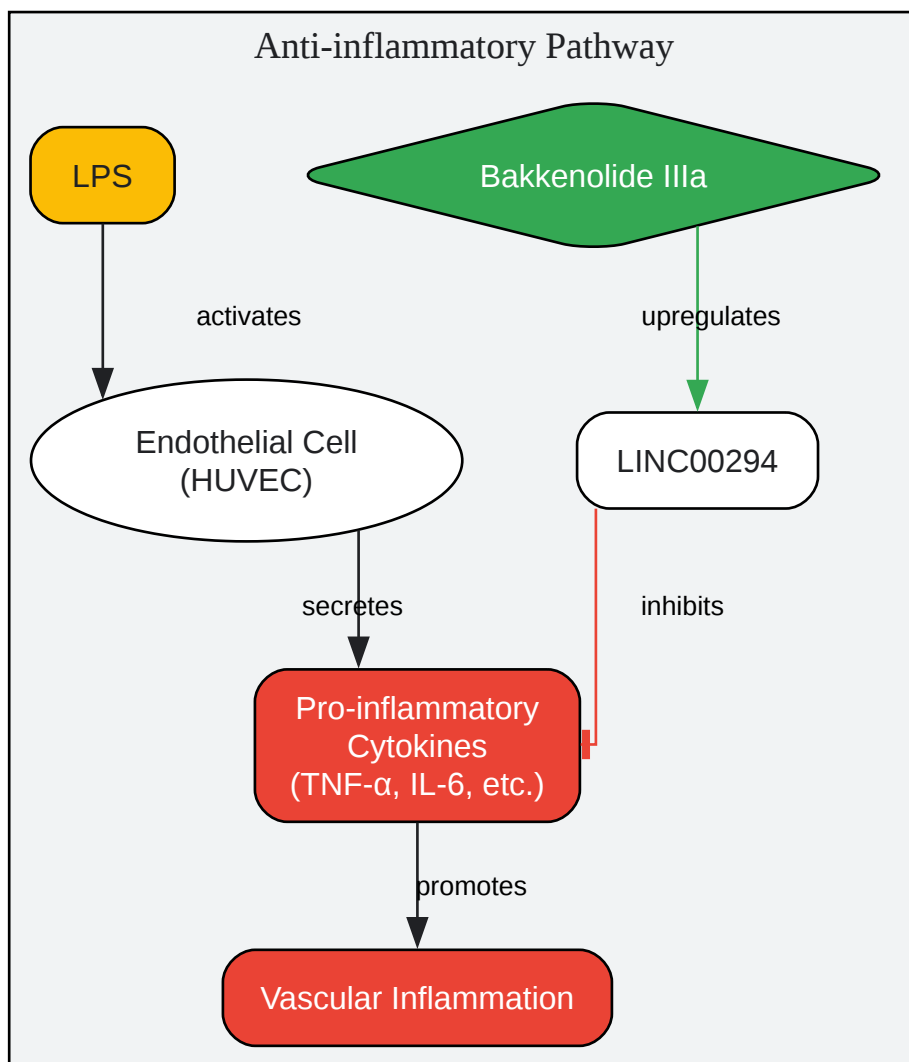 Anti-inflammatory Pathway
LPS
Bakkenolide IIIa
activates
upregulates
Endothelial Cell
(HUVEC)
LINC00294
secretes
inhibits
Pro-inflammatory
Cytokines
(TNF-α, IL-6, etc.)
promotes
Vascular Inflammation